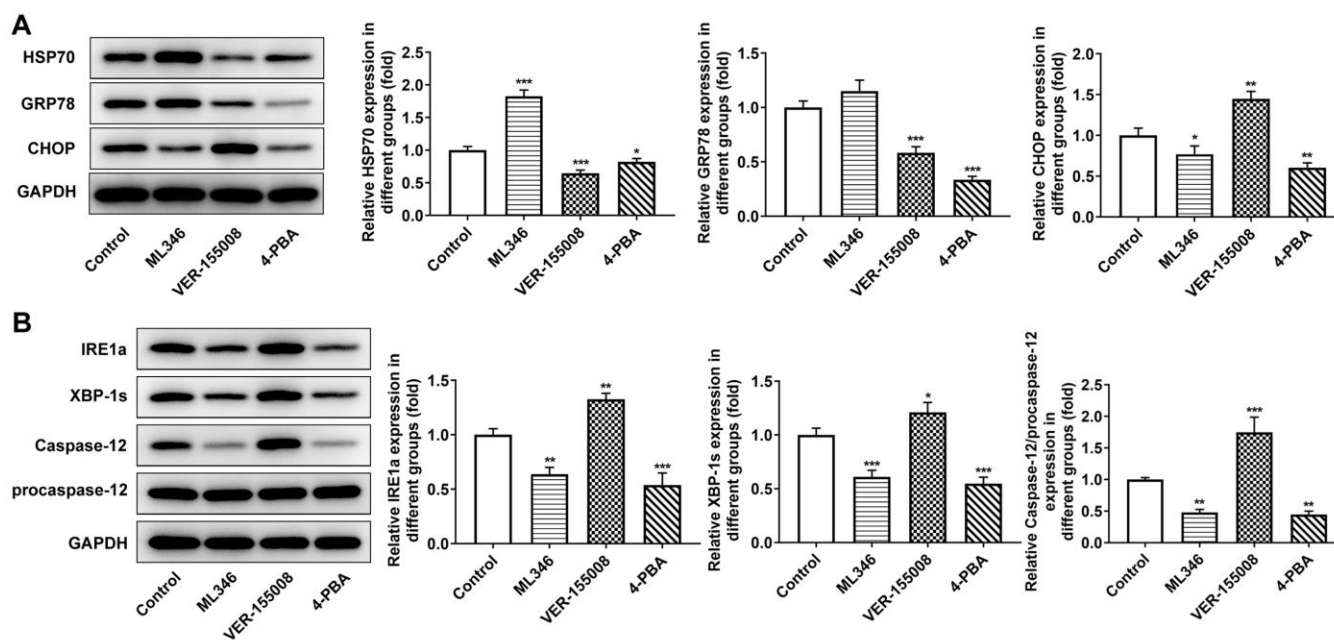 A
HSP70
GRP78
CHOP
GAPDH
Control
ML346
VER-155008
4-PBA
Relative HSP70 expression in
different groups (fold)
2.5
2.0
1.5
1.0
0.5
0.0
***
***
*
Control
ML346
VER-155008
4-PBA
Relative GRP78 expression in
different groups (fold)
1.5
1.0
0.5
0.0
***
***
Control
ML346
VER-155008
4-PBA
Relative CHOP expression in
different groups (fold)
2.0
1.5
1.0
0.5
0.0
*
**
**
Control
ML346
VER-155008
4-PBA
B
IRE1a
XBP-1s
Caspase-12
procaspase-12
GAPDH
Control
ML346
VER-155008
4-PBA
Relative IRE1a expression in
different groups (fold)
1.5
1.0
0.5
0.0
**
**
***
Control
ML346
VER-155008
4-PBA
Relative XBP-1s expression in
different groups (fold)
1.5
1.0
0.5
0.0
***
*
***
Control
ML346
VER-155008
4-PBA
Relative Caspase-12/procaspase-12
expression in
different groups (fold)
2.5
2.0
1.5
1.0
0.5
0.0
**
***
**
Control
ML346
VER-155008
4-PBA